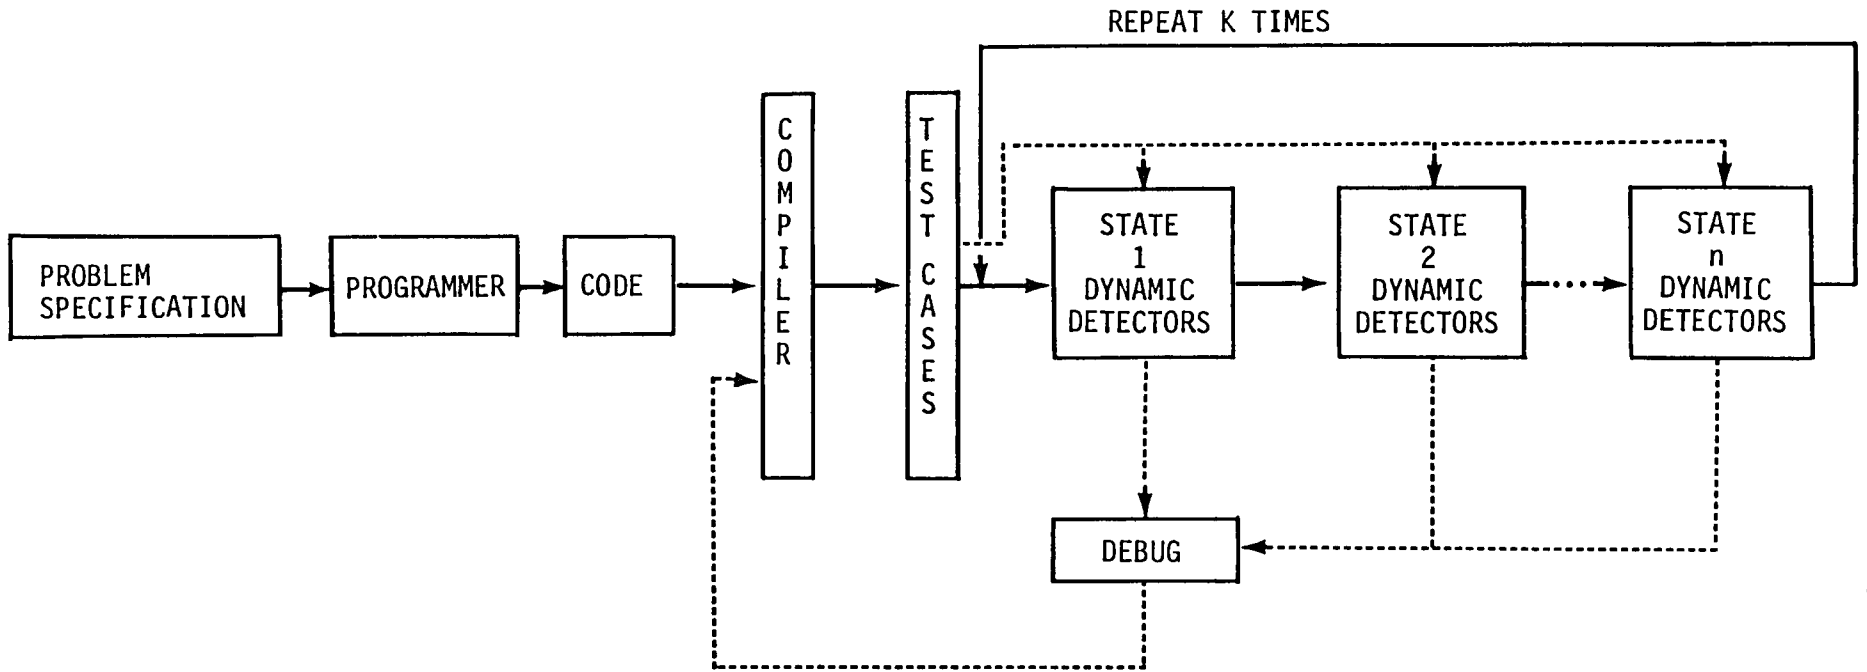 REPEAT K TIMES
PROBLEM
SPECIFICATION
PROGRAMMER
CODE
COMPILER
TEST CASES
STATE
1
DYNAMIC
DETECTORS
STATE
2
DYNAMIC
DETECTORS
STATE
n
DYNAMIC
DETECTORS
DEBUG